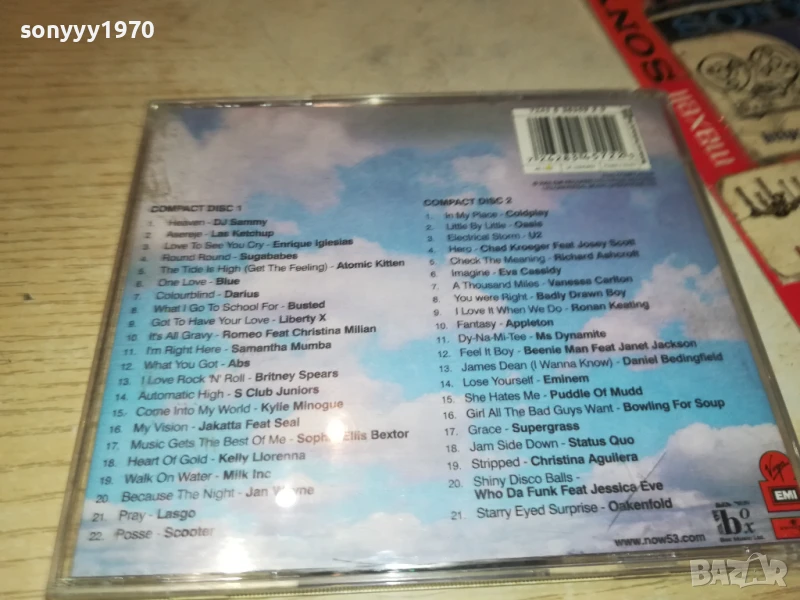 sonyyy1970
SONY
maxell
COMPACT DISC 1
1. Heaven - DJ Sammy
2. Asereje - Las Ketchup
3. Love To See You Cry - Enrique Iglesias
4. Round Round - Sugababes
5. The Tide Is High (Get The Feeling) - Atomic Kitten
6. One Love - Blue
7. Colourblind - Darius
8. What I Go To School For - Busted
9. Got To Have Your Love - Liberty X
10. It's All Gravy - Romeo Feat Christina Milian
11. I'm Right Here - Samantha Mumba
12. What You Got - Abs
13. I Love Rock 'N' Roll - Britney Spears
14. Automatic High - S Club Juniors
15. Come Into My World - Kylie Minogue
16. My Vision - Jakatta Feat Seal
17. Music Gets The Best Of Me - Sophie Ellis Bextor
18. Heart Of Gold - Kelly Llorenna
19. Walk On Water - Milk Inc
20. Because The Night - Jan Wayne
21. Pray - Lasgo
22. Posse - Scooter
COMPACT DISC 2
1. In My Place - Coldplay
2. Little By Little - Oasis
3. Electrical Storm - U2
4. Hero - Chad Kroeger Feat Josey Scott
5. Check The Meaning - Richard Ashcroft
6. Imagine - Eva Cassidy
7. A Thousand Miles - Vanessa Carlton
8. You were Right - Badly Drawn Boy
9. I Love It When We Do - Ronan Keating
10. Fantasy - Appleton
11. Dy-Na-Mi-Tee - Ms Dynamite
12. Feel It Boy - Beenie Man Feat Janet Jackson
13. James Dean (I Wanna Know) - Daniel Bedingfield
14. Lose Yourself - Eminem
15. She Hates Me - Puddle Of Mudd
16. Girl All The Bad Guys Want - Bowling For Soup
17. Grace - Supergrass
18. Jam Side Down - Status Quo
19. Stripped - Christina Aguilera
20. Shiny Disco Balls -
Who Da Funk Feat Jessica Eve
21. Starry Eyed Surprise - Oakenfold
www.now53.com
box
Virgin
EMI
BAZAR